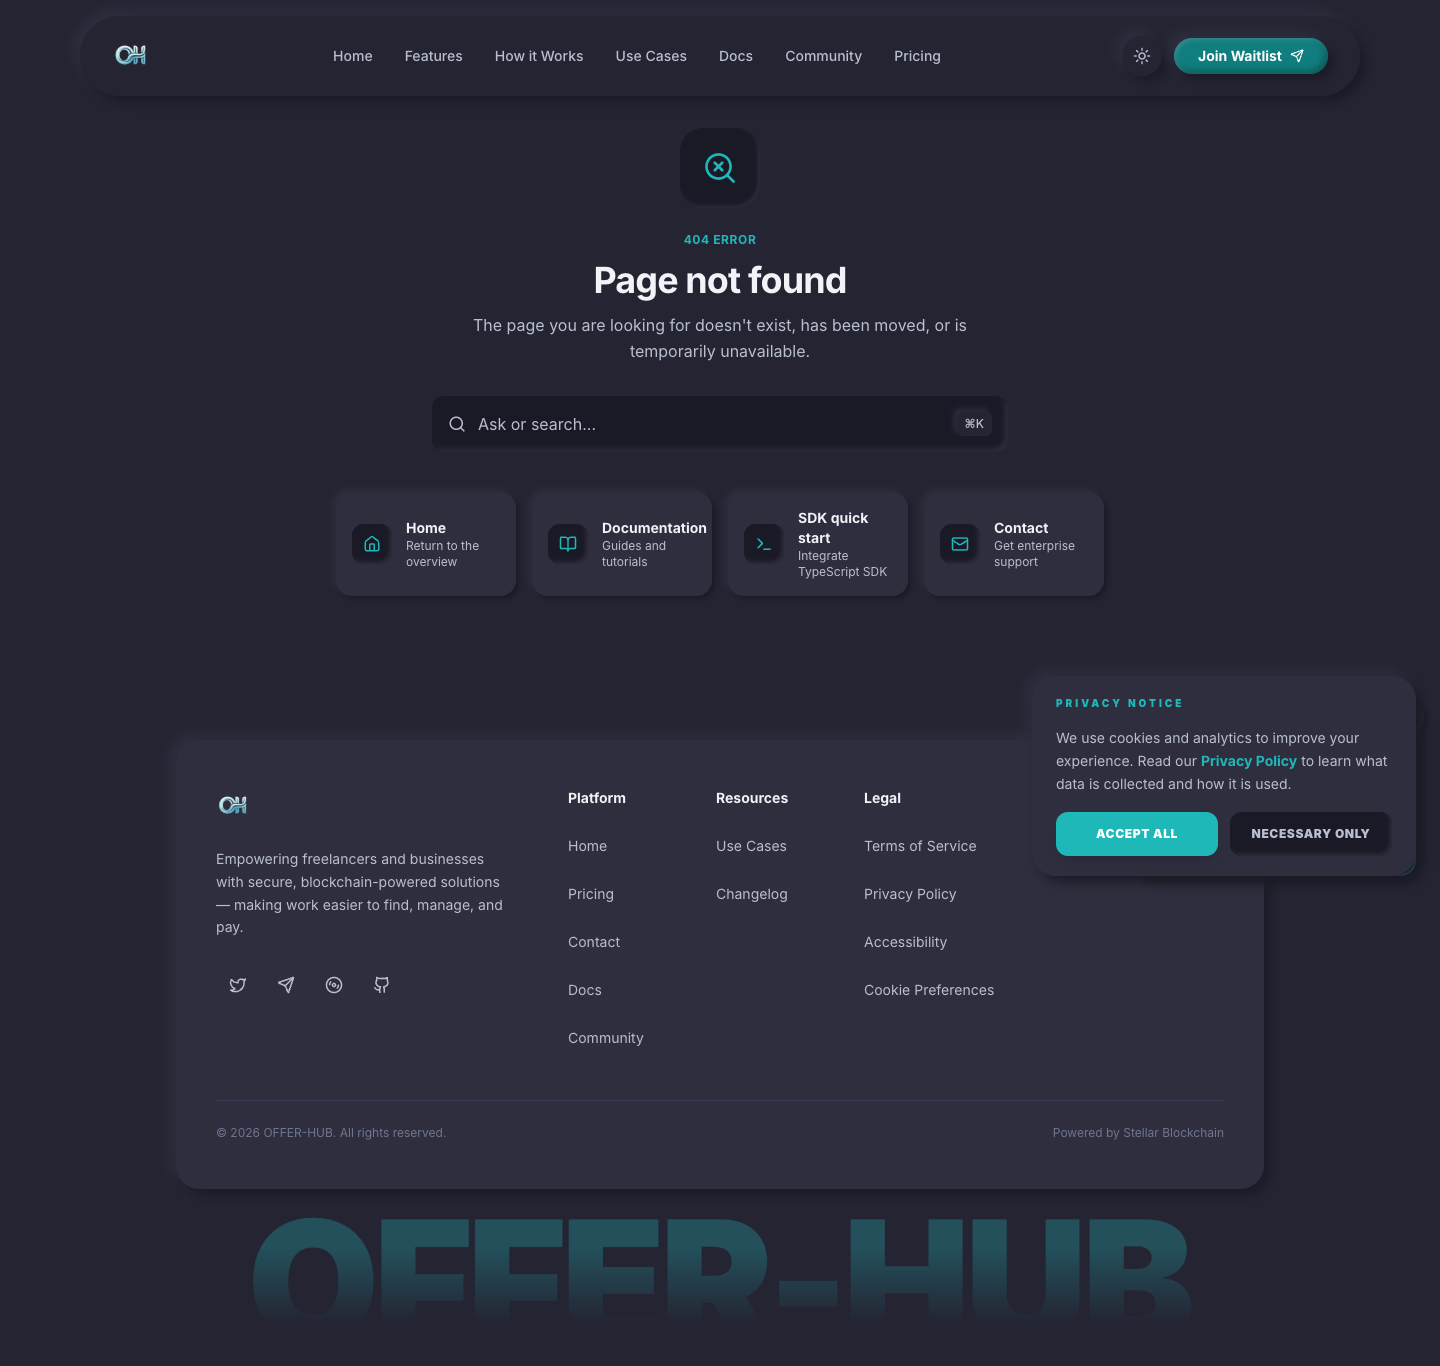 OH
Home Features How it Works Use Cases Docs Community Pricing
Join Waitlist
404 ERROR
Page not found
The page you are looking for doesn't exist, has been moved, or is
temporarily unavailable.
Ask or search...
⌘K
Home
Return to the
overview
Documentation
Guides and
tutorials
SDK quick
start
Integrate
TypeScript SDK
Contact
Get enterprise
support
PRIVACY NOTICE
We use cookies and analytics to improve your
experience. Read our Privacy Policy to learn what
data is collected and how it is used.
ACCEPT ALL
NECESSARY ONLY
OH
Empowering freelancers and businesses
with secure, blockchain-powered solutions
— making work easier to find, manage, and
pay.
Platform
Home
Pricing
Contact
Docs
Community
Resources
Use Cases
Changelog
Legal
Terms of Service
Privacy Policy
Accessibility
Cookie Preferences
© 2026 OFFER-HUB. All rights reserved.
Powered by Stellar Blockchain
OFFER-HUB